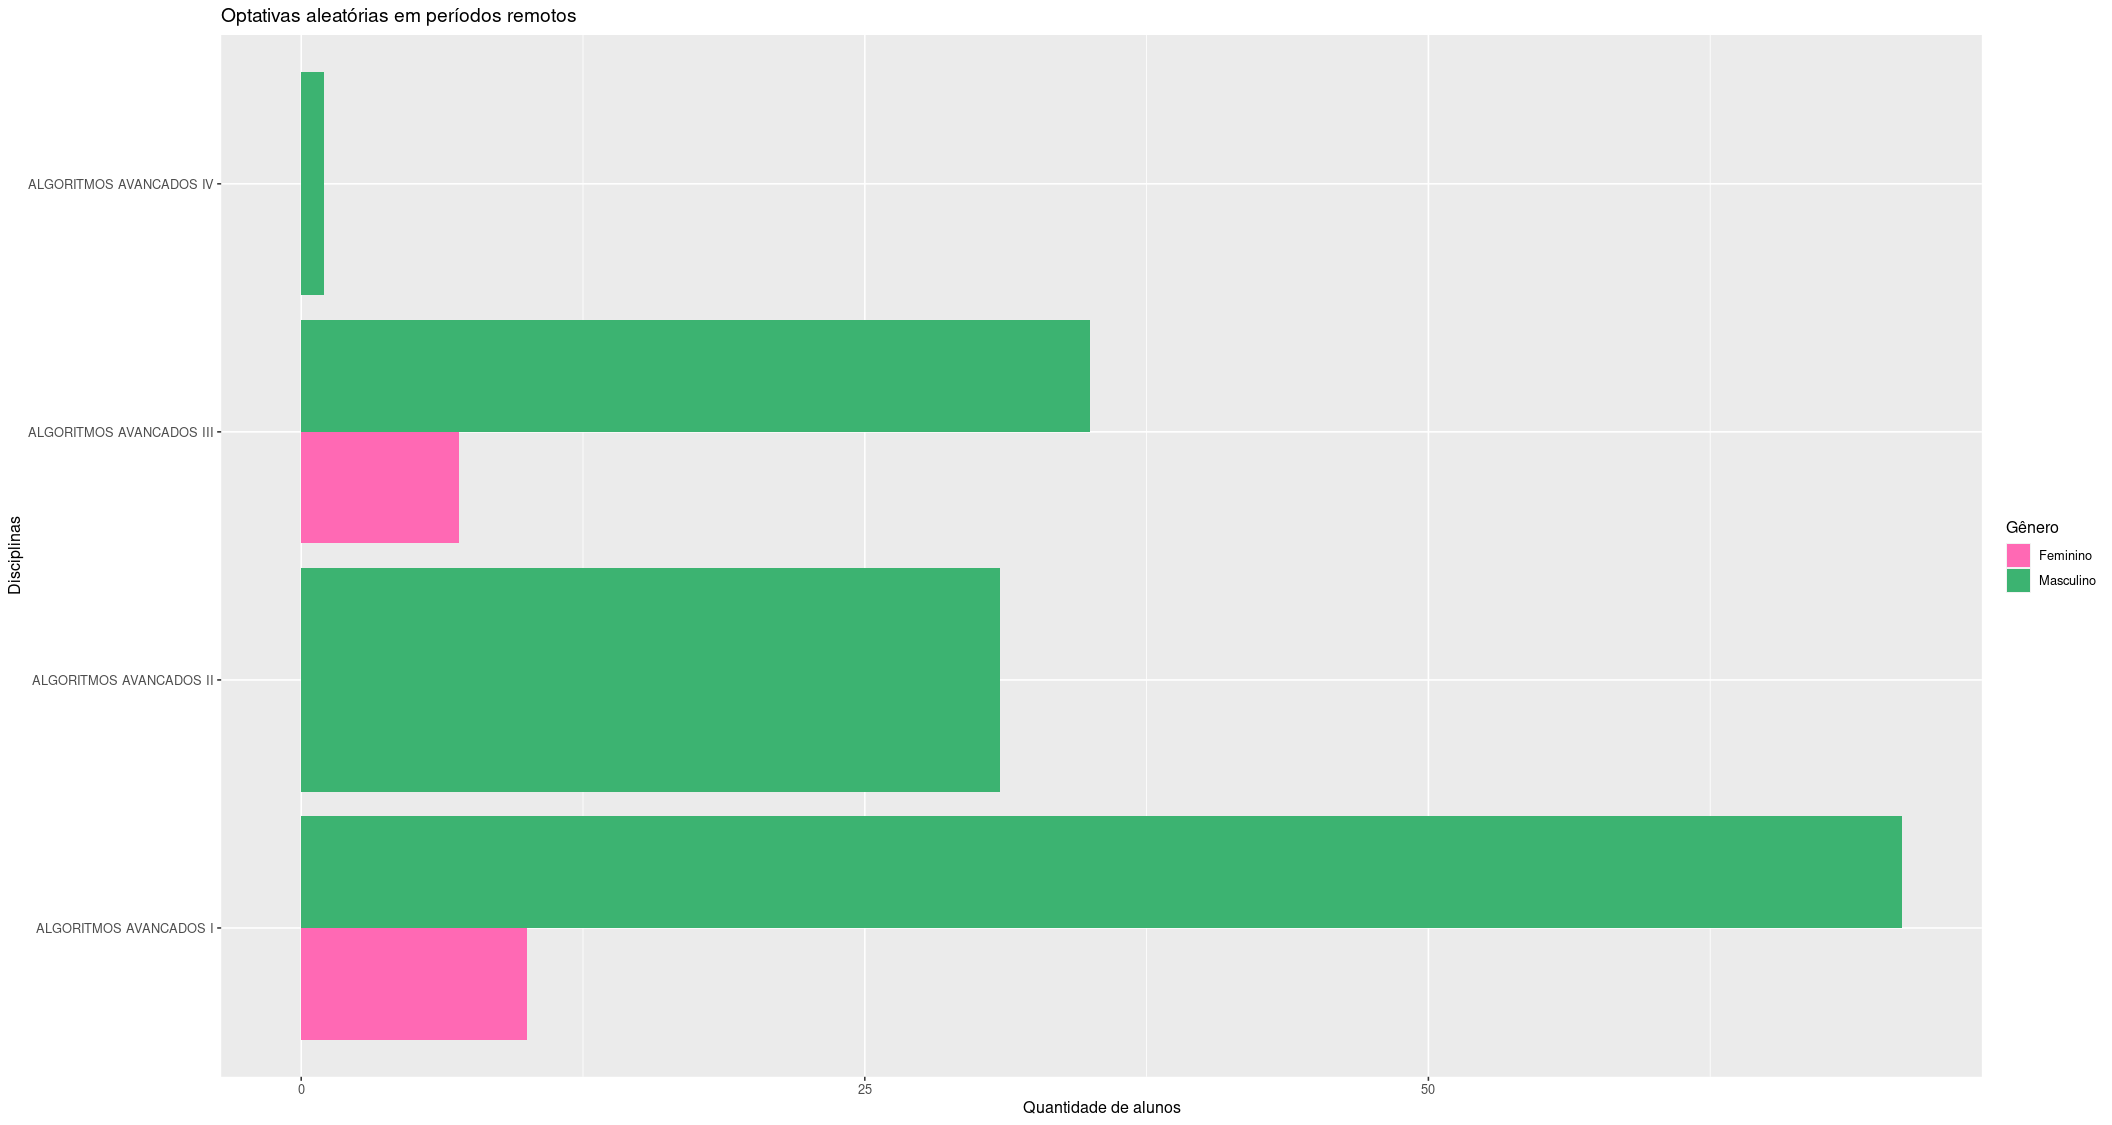 Optativas aleatórias em períodos remotos
ALGORITMOS AVANCADOS IV
ALGORITMOS AVANCADOS III
ALGORITMOS AVANCADOS II
ALGORITMOS AVANCADOS I
Disciplinas
0 25 50
Quantidade de alunos
Gênero
Feminino
Masculino